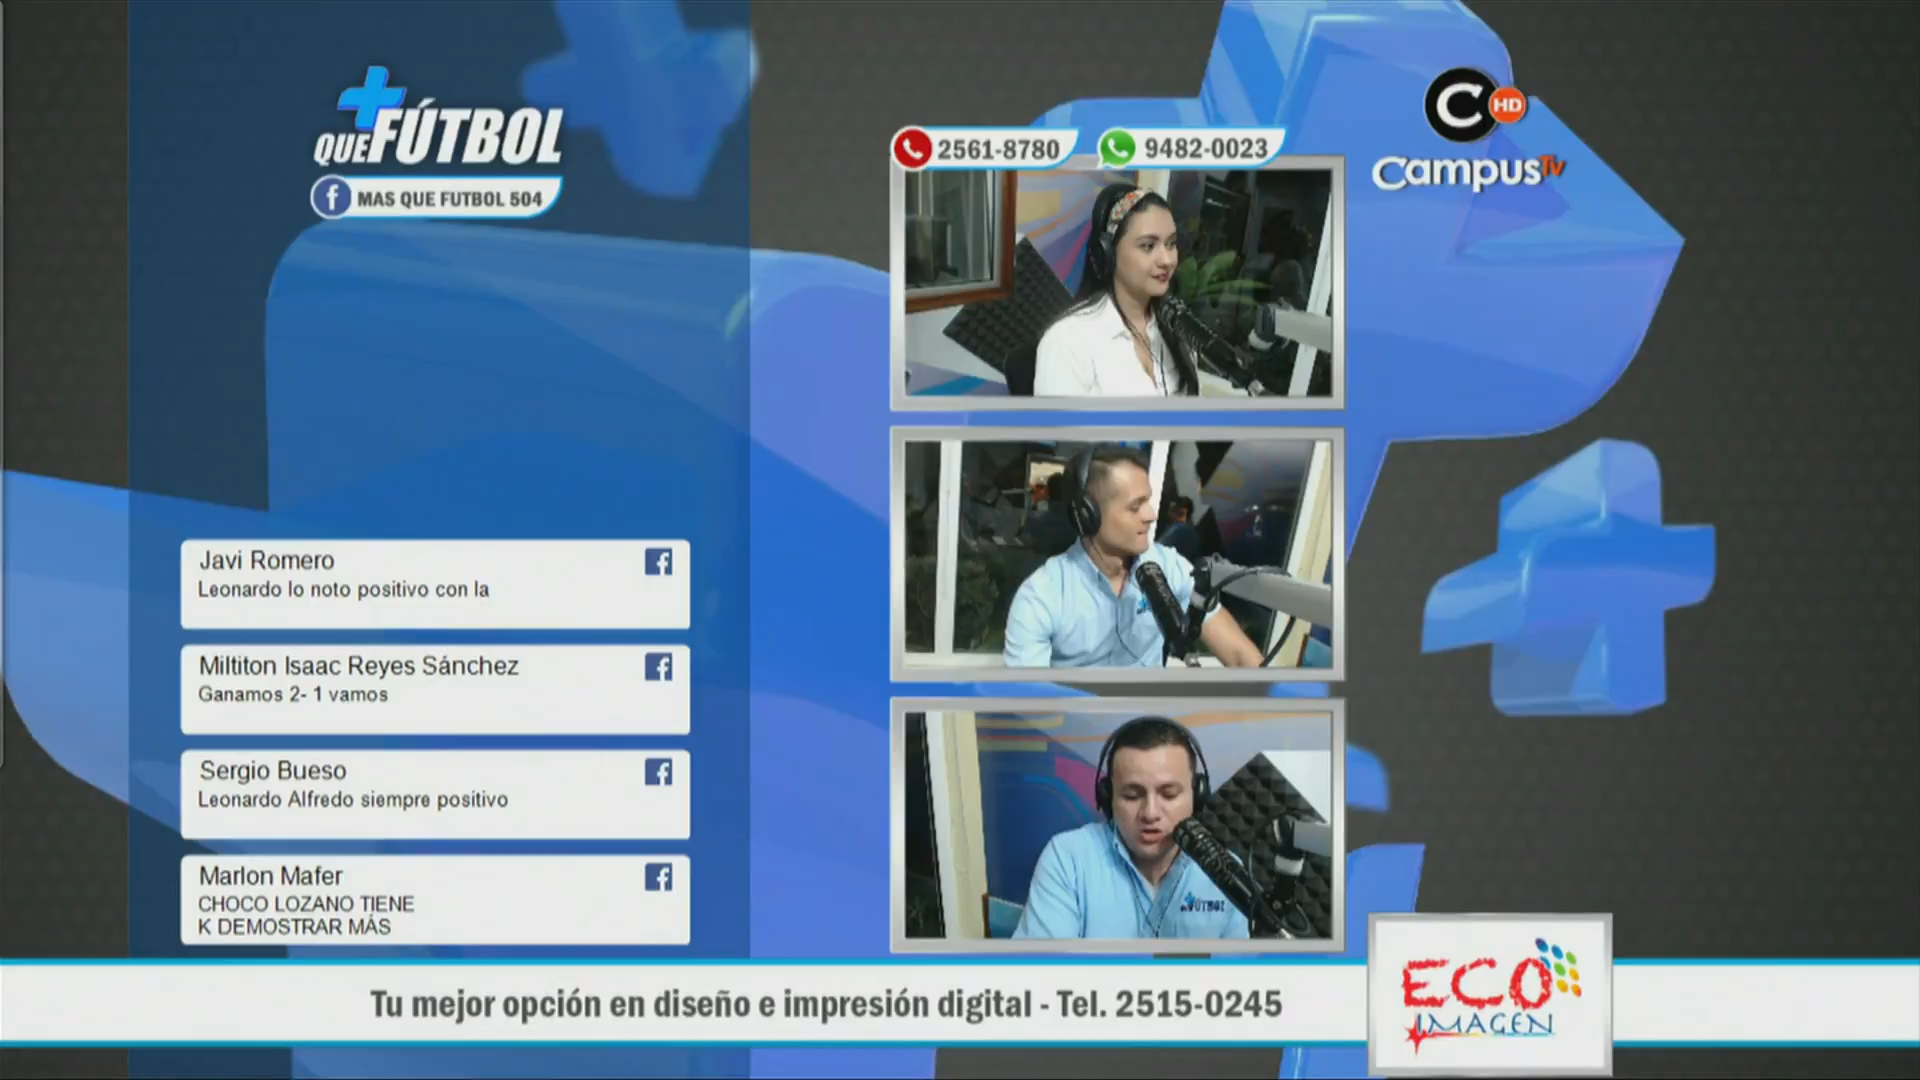 +
QUE FÚTBOL
f MAS QUE FUTBOL 504
2561-8780
9482-0023
C HD
Campus Tv
Javi Romero
Leonardo lo noto positivo con la
Miltiton Isaac Reyes Sánchez
Ganamos 2- 1 vamos
Sergio Bueso
Leonardo Alfredo siempre positivo
Marlon Mafer
CHOCO LOZANO TIENE
K DEMOSTRAR MÁS
FÚTBOL
Tu mejor opción en diseño e impresión digital - Tel. 2515-0245
ECO
IMAGEN